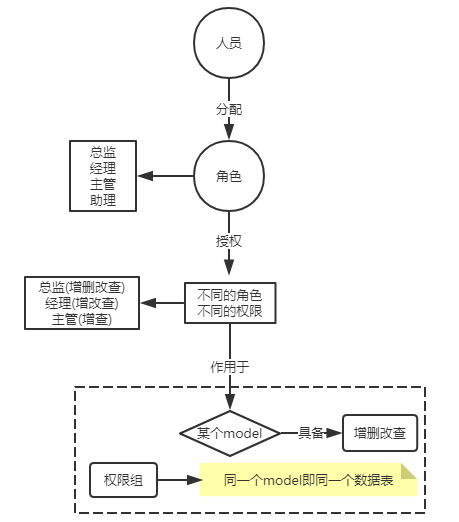 人员
分配
总监
经理
主管
助理
角色
授权
总监(增删改查)
经理(增改查)
主管(增查)
不同的角色
不同的权限
作用于
某个model
具备
增删改查
权限组
同一个model即同一个数据表